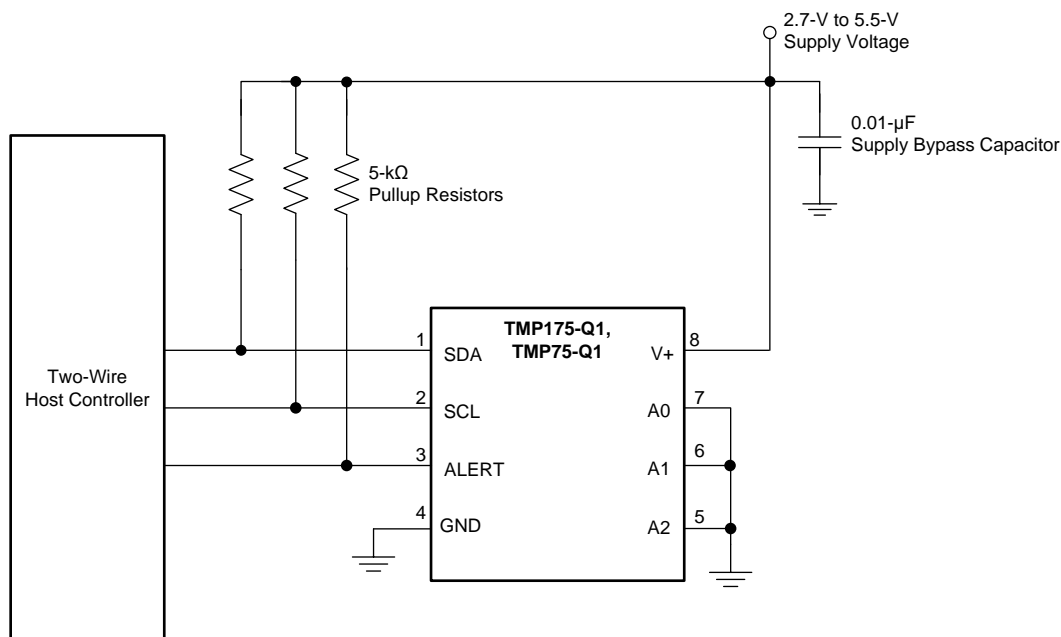 2.7-V to 5.5-V
Supply Voltage
0.01-µF
Supply Bypass Capacitor
5-kΩ
Pullup Resistors
Two-Wire
Host Controller
TMP175-Q1,
TMP75-Q1
1
SDA
2
SCL
3
ALERT
4
GND
8
V+
7
A0
6
A1
5
A2